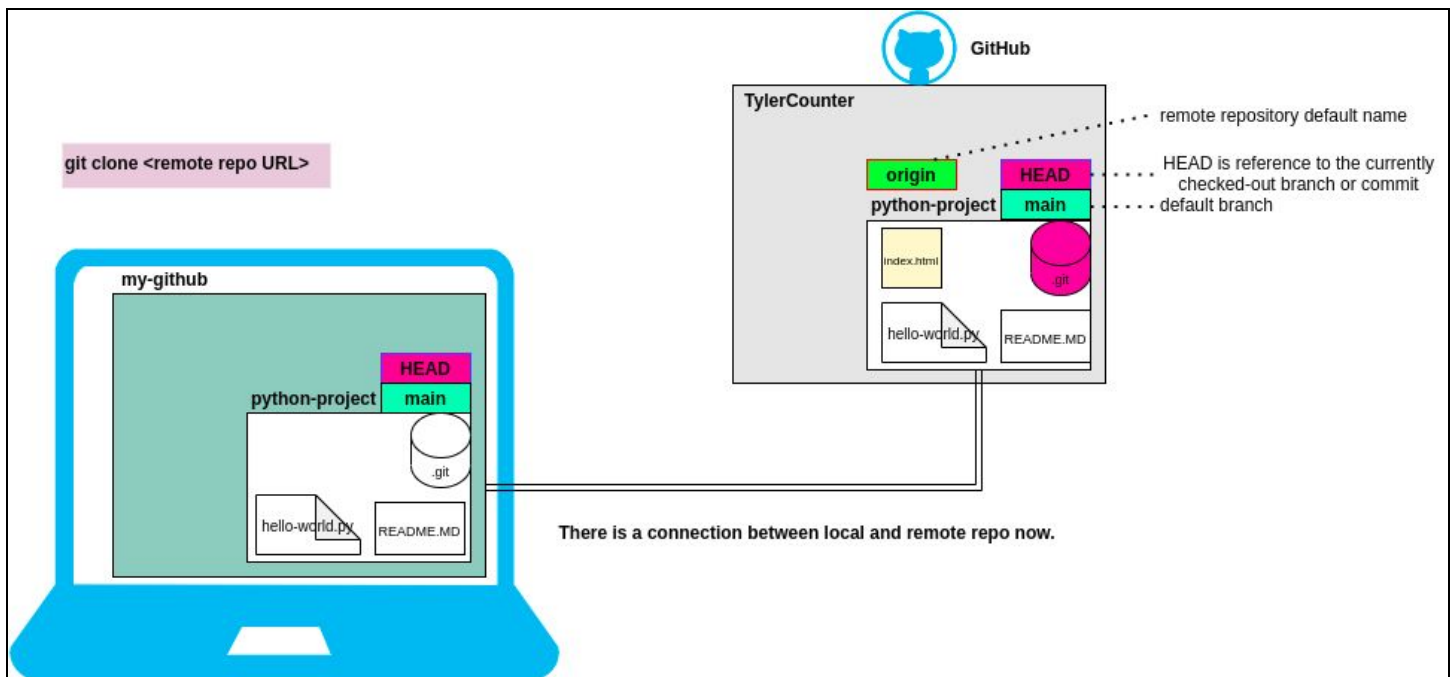 GitHub
TylerCounter
remote repository default name
git clone <remote repo URL>
origin
HEAD
HEAD is reference to the currently
checked-out branch or commit
python-project
main
default branch
index.html
.git
hello-world.py
README.MD
my-github
HEAD
python-project
main
.git
hello-world.py
README.MD
There is a connection between local and remote repo now.